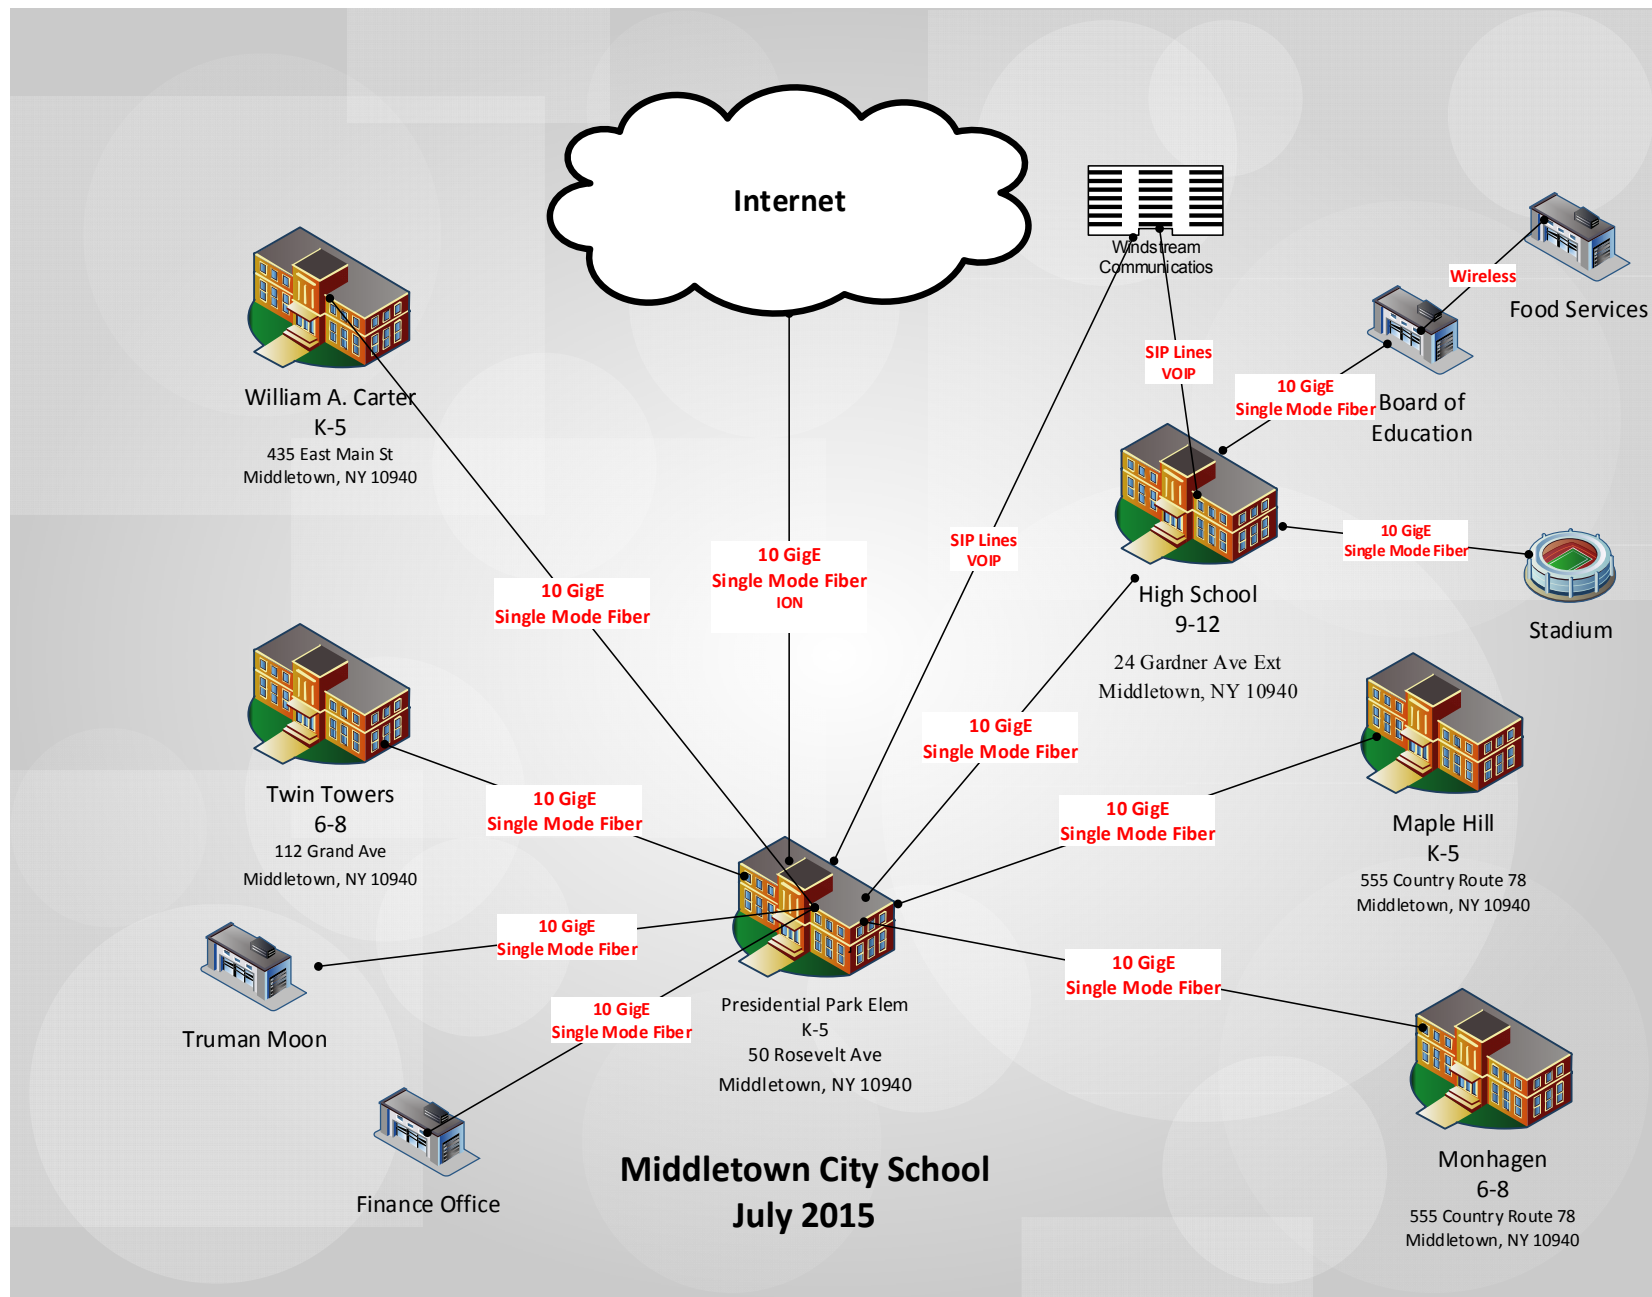 Internet
Windstream
Communicatios
Wireless
Food Services
SIP Lines
VOIP
10 GigE
Single Mode Fiber
Board of
Education
William A. Carter
K-5
435 East Main St
Middletown, NY 10940
10 GigE
Single Mode Fiber
ION
SIP Lines
VOIP
10 GigE
Single Mode Fiber
Stadium
High School
9-12
24 Gardner Ave Ext
Middletown, NY 10940
10 GigE
Single Mode Fiber
10 GigE
Single Mode Fiber
Twin Towers
6-8
112 Grand Ave
Middletown, NY 10940
10 GigE
Single Mode Fiber
10 GigE
Single Mode Fiber
Maple Hill
K-5
555 Country Route 78
Middletown, NY 10940
10 GigE
Single Mode Fiber
Truman Moon
10 GigE
Single Mode Fiber
10 GigE
Single Mode Fiber
Presidential Park Elem
K-5
50 Rosevelt Ave
Middletown, NY 10940
Finance Office
Monhagen
6-8
555 Country Route 78
Middletown, NY 10940
Middletown City School
July 2015